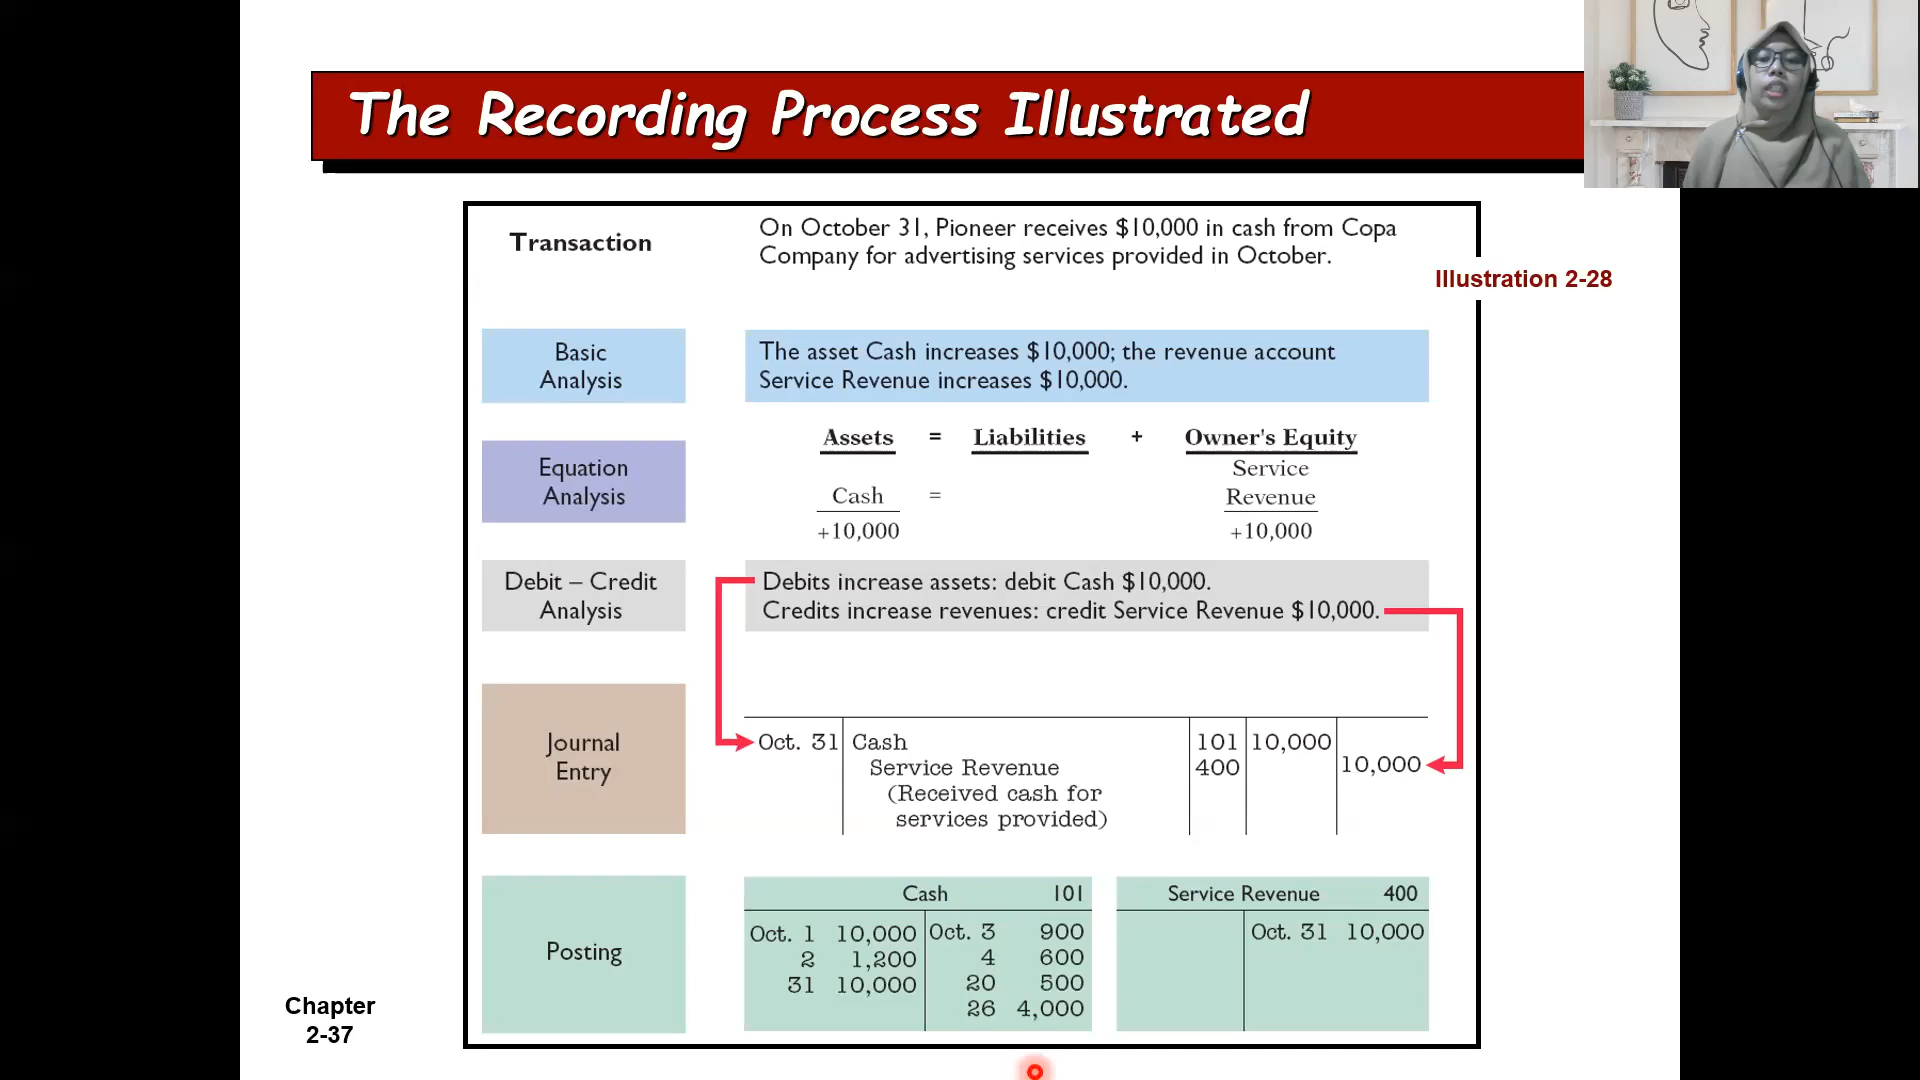 The Recording Process Illustrated
Transaction
On October 31, Pioneer receives $10,000 in cash from Copa
Company for advertising services provided in October.
Illustration 2-28
Basic
Analysis
The asset Cash increases $10,000; the revenue account
Service Revenue increases $10,000.
Equation
Analysis
Assets = Liabilities + Owner's Equity
Service
Cash = Revenue
+10,000 +10,000
Debit – Credit
Analysis
Debits increase assets: debit Cash $10,000.
Credits increase revenues: credit Service Revenue $10,000.
Journal
Entry
Oct. 31 Cash 101 10,000
Service Revenue 400 10,000
(Received cash for
services provided)
Posting
Cash 101
Oct. 1 10,000 Oct. 3 900
2 1,200 4 600
31 10,000 20 500
26 4,000
Service Revenue 400
Oct. 31 10,000
Chapter
2-37